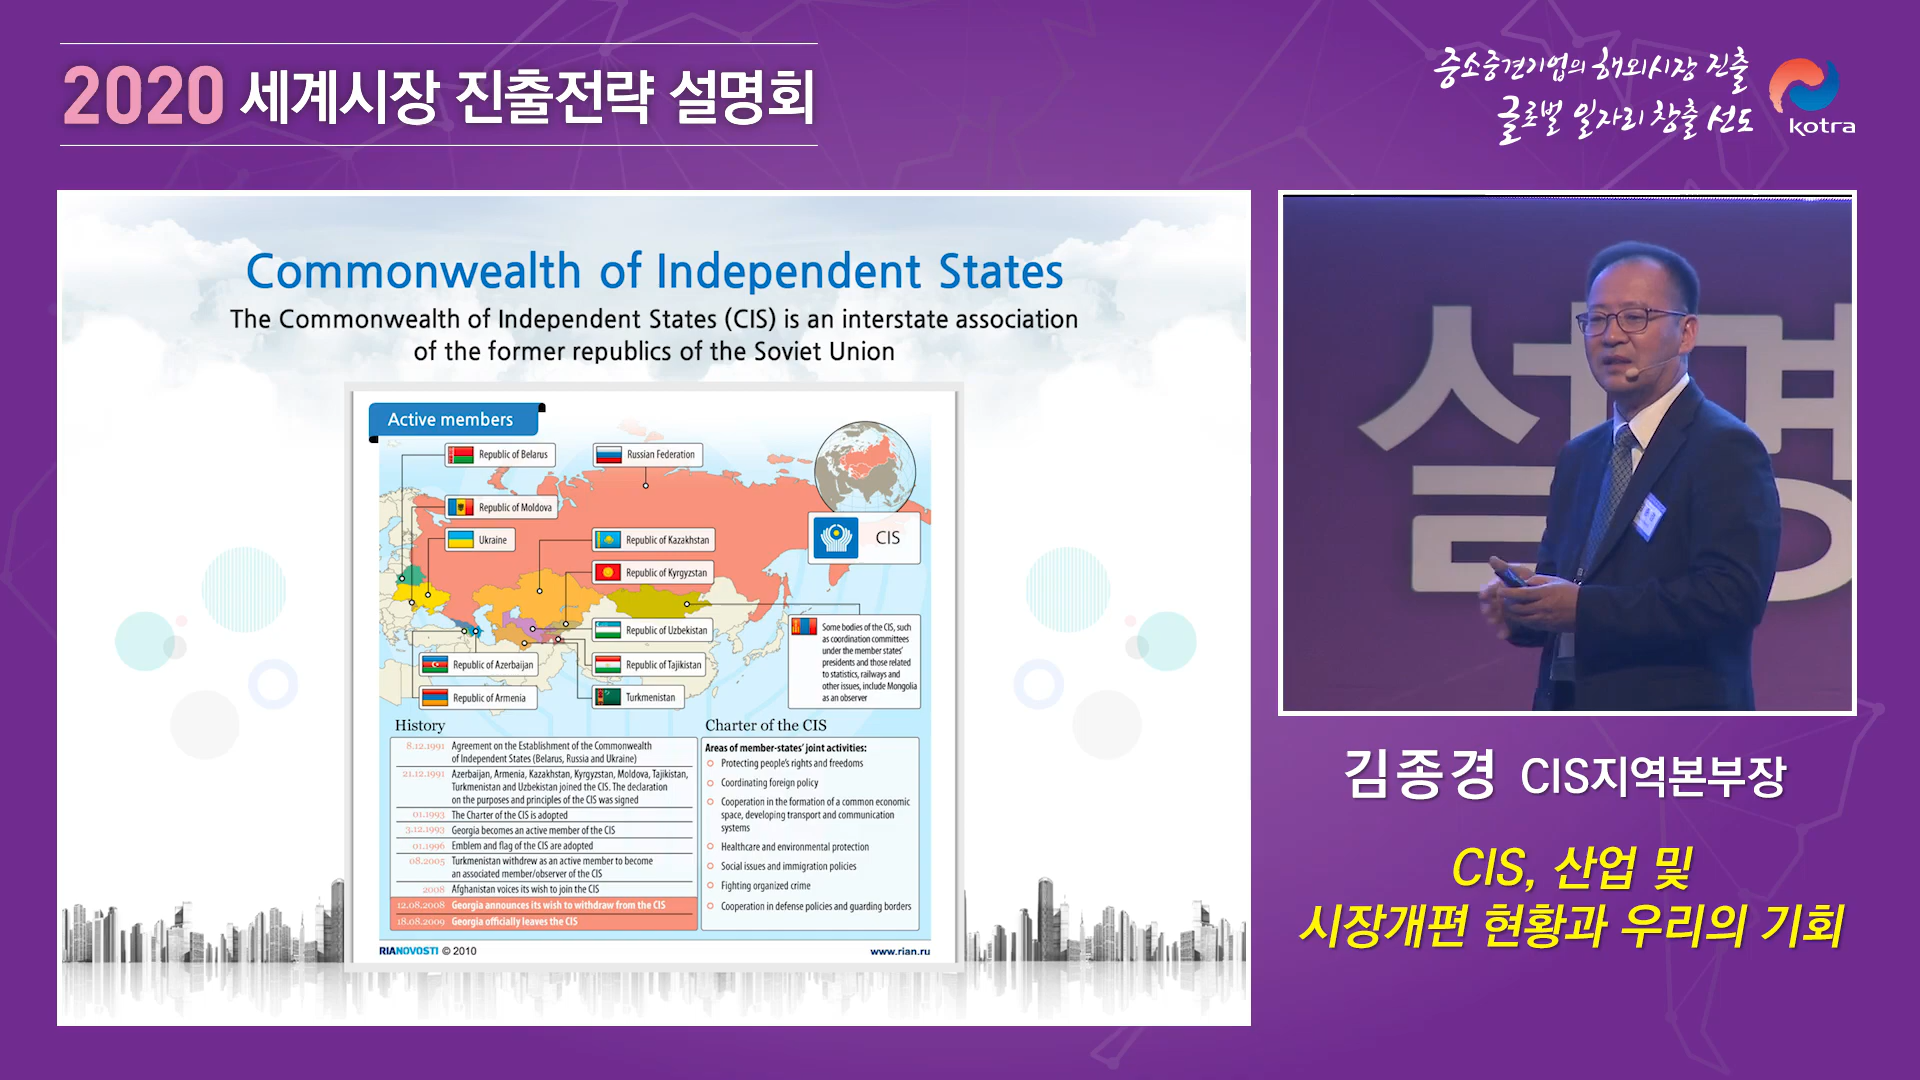 2020 세계시장 진출전략 설명회
중소중견기업의 해외시장 진출
글로벌 일자리 창출 선도
kotra
Commonwealth of Independent States
The Commonwealth of Independent States (CIS) is an interstate association
of the former republics of the Soviet Union
Active members
Republic of Belarus
Russian Federation
Republic of Moldova
Ukraine
Republic of Kazakhstan
CIS
Republic of Kyrgyzstan
Republic of Uzbekistan
Republic of Azerbaijan
Republic of Tajikistan
Republic of Armenia
Turkmenistan
Some bodies of the CIS, such
as coordination committees
under the member states'
presidents and those related
to statistics, railways and
other issues, include Mongolia
as an observer
History
8.12.1991 Agreement on the Establishment of the Commonwealth
of Independent States (Belarus, Russia and Ukraine)
21.12.1991 Azerbaijan, Armenia, Kazakhstan, Kyrgyzstan, Moldova, Tajikistan,
Turkmenistan and Uzbekistan joined the CIS. The declaration
on the purposes and principles of the CIS was signed
01.1993 The Charter of the CIS is adopted
3.12.1993 Georgia becomes an active member of the CIS
01.1996 Emblem and flag of the CIS are adopted
08.2005 Turkmenistan withdrew as an active member to become
an associated member/observer of the CIS
2008 Afghanistan voices its wish to join the CIS
12.08.2008 Georgia announces its wish to withdraw from the CIS
18.08.2009 Georgia officially leaves the CIS
Charter of the CIS
Areas of member-states' joint activities:
Protecting people's rights and freedoms
Coordinating foreign policy
Cooperation in the formation of a common economic
space, developing transport and communication
systems
Healthcare and environmental protection
Social issues and immigration policies
Fighting organized crime
Cooperation in defense policies and guarding borders
RIANOVOSTI © 2010
www.rian.ru
설명
김종경 CIS지역본부장
CIS, 산업 및
시장개편 현황과 우리의 기회